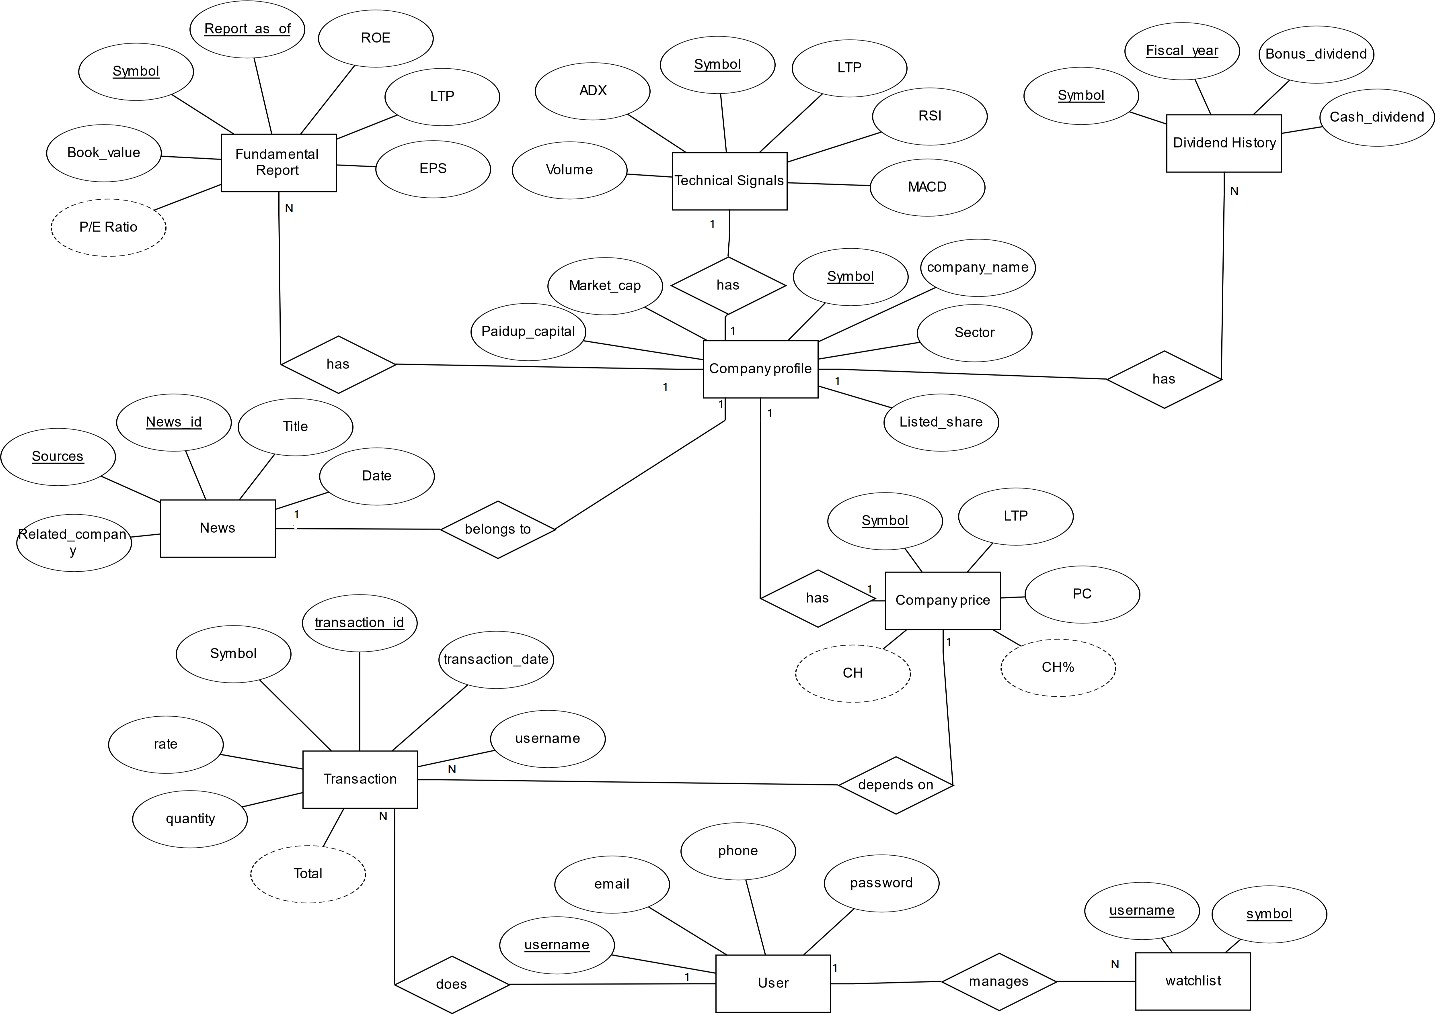 Report_as_of
ROE
Symbol
LTP
Book_value
Fundamental
Report
EPS
P/E Ratio
N
Symbol
LTP
ADX
RSI
Volume
Technical Signals
MACD
1
Fiscal_year
Bonus_dividend
Symbol
Cash_dividend
Dividend History
N
has
Market_cap
Symbol
company_name
Paidup_capital
1
Sector
has
Company profile
has
1
1
1
1
Listed_share
News_id
Title
Sources
Date
News
1
Related_compan
y
belongs to
Symbol
LTP
has
1
Company price
PC
CH
1
CH%
transaction_id
Symbol
transaction_date
rate
username
N
Transaction
depends on
quantity
N
Total
phone
email
password
username
1
User
1
does
manages
N
username
symbol
watchlist